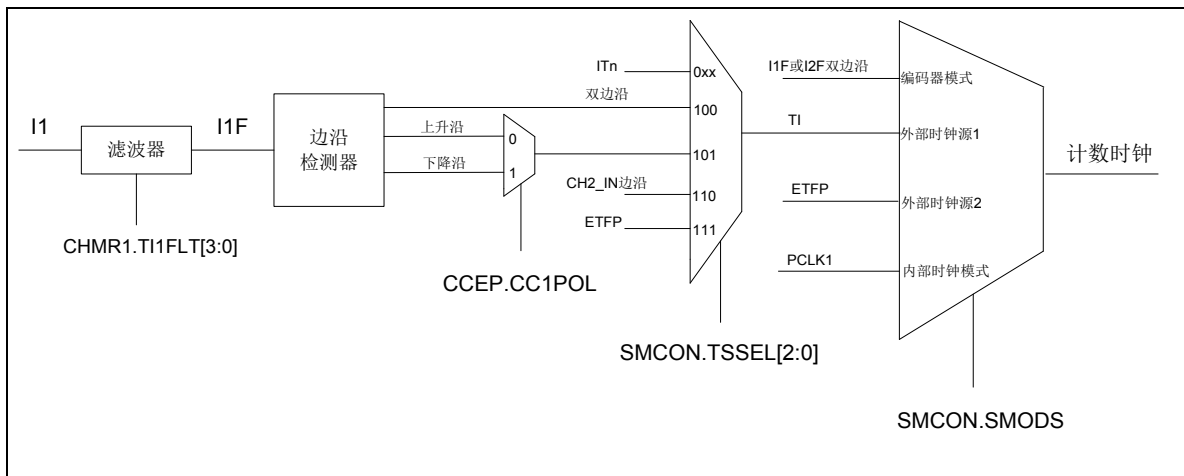 I1
滤波器
CHMR1.TI1FLT[3:0]
I1F
边沿
检测器
双边沿
上升沿
下降沿
0
1
CCEP.CC1POL
ITn
CH2_IN边沿
ETFP
0xx
100
101
110
111
SMCON.TSSEL[2:0]
I1F或I2F双边沿
TI
ETFP
PCLK1
编码器模式
外部时钟源1
外部时钟源2
内部时钟模式
SMCON.SMODS
计数时钟